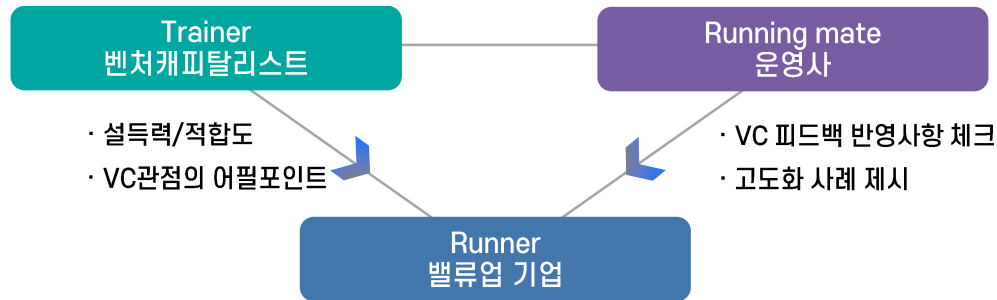 Trainer
벤처캐피탈리스트
Running mate
운영사
· 설득력/적합도
· VC관점의 어필포인트
· VC 피드백 반영사항 체크
· 고도화 사례 제시
Runner
밸류업 기업